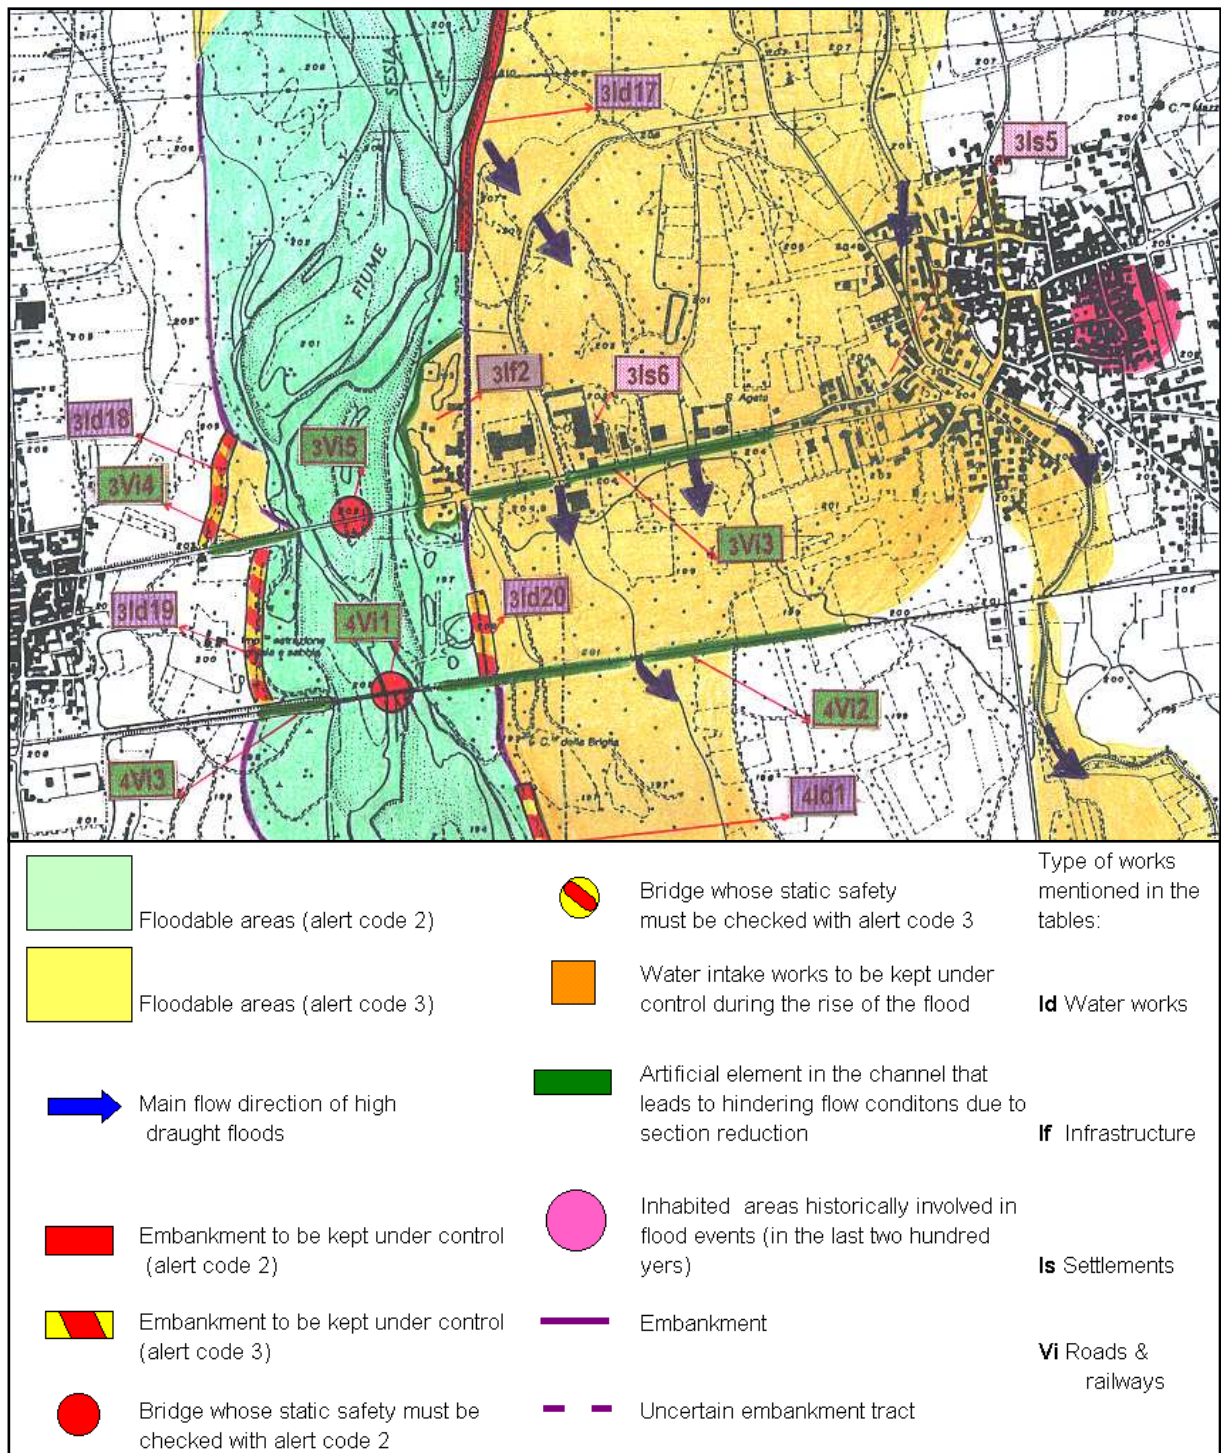 SESIA
FIUME
3Id17
3Is5
3If2
3Is6
S. Agata
3Id18
3Vi5
3Vi4
3Vi3
3Id20
3Id19
4Vi1
4Vi2
4Vi3
4Id1
C.na della Briglia
Floodable areas (alert code 2)
Floodable areas (alert code 3)
Main flow direction of high
draught floods
Embankment to be kept under control
(alert code 2)
Embankment to be kept under control
(alert code 3)
Bridge whose static safety must be
checked with alert code 2
Bridge whose static safety
must be checked with alert code 3
Water intake works to be kept under
control during the rise of the flood
Artificial element in the channel that
leads to hindering flow conditons due to
section reduction
Inhabited areas historically involved in
flood events (in the last two hundred
yers)
Embankment
Uncertain embankment tract
Type of works
mentioned in the
tables:
Id Water works
If Infrastructure
Is Settlements
Vi Roads &
railways